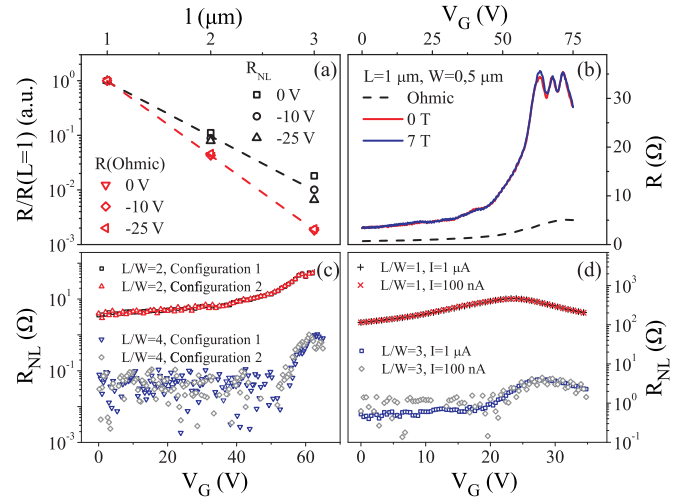 l (μm)
1 2 3
V_G (V)
0 25 50 75
R/R(L=1) (a.u.)
10^0
10^-1
10^-2
10^-3
(a)
R_NL
0 V
-10 V
-25 V
R(Ohmic)
0 V
-10 V
-25 V
(b)
L=1 μm, W=0,5 μm
Ohmic
0 T
7 T
30
20
10
0
R (Ω)
R_NL (Ω)
10^1
10^-1
10^-3
(c)
L/W=2, Configuration 1
L/W=2, Configuration 2
L/W=4, Configuration 1
L/W=4, Configuration 2
0 20 40 60
V_G (V)
(d)
L/W=1, I=1 μA
L/W=1, I=100 nA
L/W=3, I=1 μA
L/W=3, I=100 nA
10^3
10^2
10^1
10^0
10^-1
R_NL (Ω)
0 10 20 30
V_G (V)